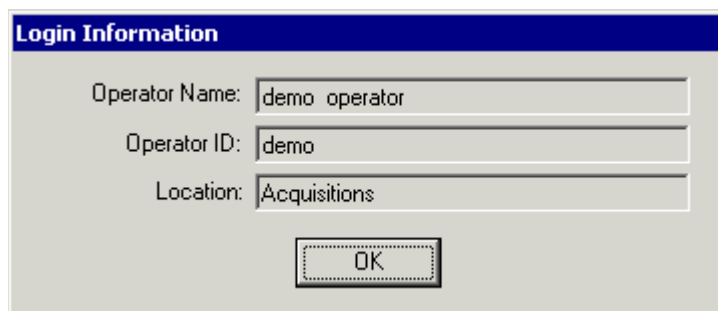 Login Information
Operator Name: demo  operator
Operator ID: demo
Location: Acquisitions
OK